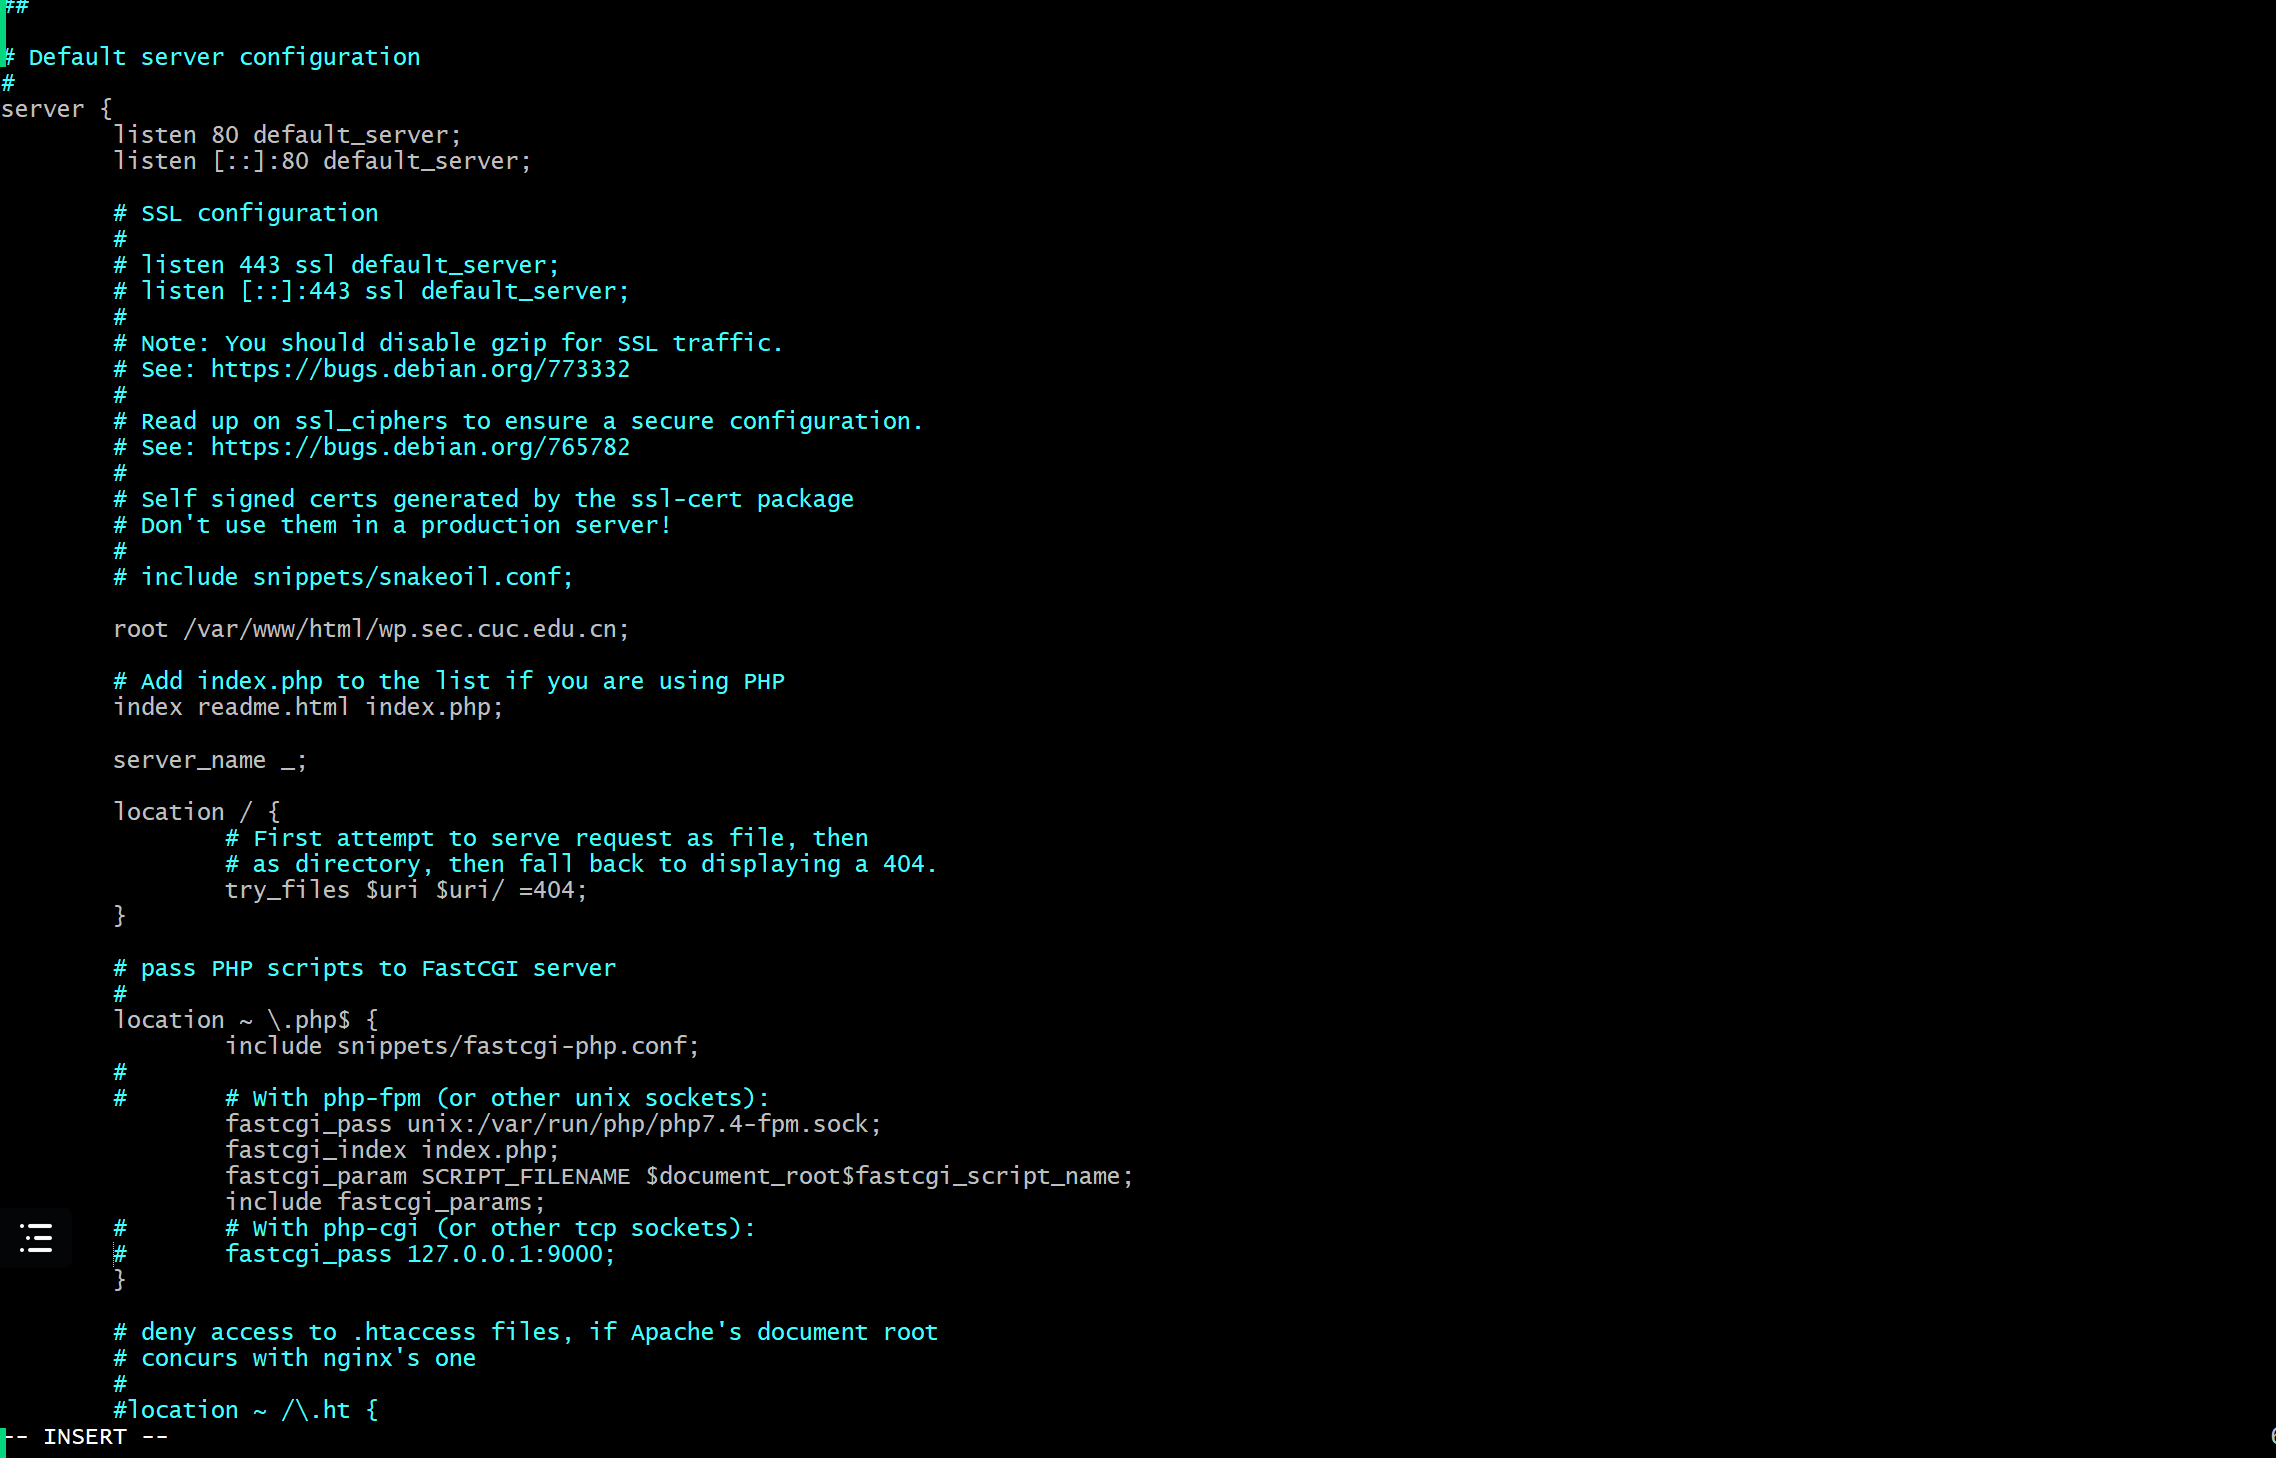 ##
# Default server configuration
#
server {
        listen 80 default_server;
        listen [::]:80 default_server;

        # SSL configuration
        #
        # listen 443 ssl default_server;
        # listen [::]:443 ssl default_server;
        #
        # Note: You should disable gzip for SSL traffic.
        # See: https://bugs.debian.org/773332
        #
        # Read up on ssl_ciphers to ensure a secure configuration.
        # See: https://bugs.debian.org/765782
        #
        # Self signed certs generated by the ssl-cert package
        # Don't use them in a production server!
        #
        # include snippets/snakeoil.conf;

        root /var/www/html/wp.sec.cuc.edu.cn;

        # Add index.php to the list if you are using PHP
        index readme.html index.php;

        server_name _;

        location / {
                # First attempt to serve request as file, then
                # as directory, then fall back to displaying a 404.
                try_files $uri $uri/ =404;
        }

        # pass PHP scripts to FastCGI server
        #
        location ~ \.php$ {
                include snippets/fastcgi-php.conf;
        #
        #       # With php-fpm (or other unix sockets):
                fastcgi_pass unix:/var/run/php/php7.4-fpm.sock;
                fastcgi_index index.php;
                fastcgi_param SCRIPT_FILENAME $document_root$fastcgi_script_name;
                include fastcgi_params;
        #       # With php-cgi (or other tcp sockets):
        #       fastcgi_pass 127.0.0.1:9000;
        }

        # deny access to .htaccess files, if Apache's document root
        # concurs with nginx's one
        #
        #location ~ /\.ht {
-- INSERT --